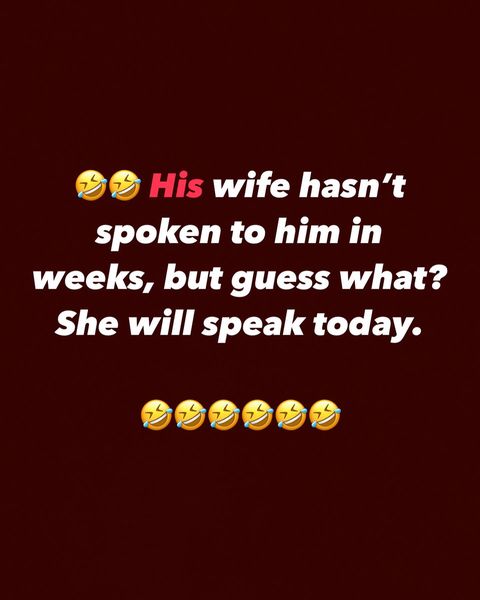 🤣🤣 His wife hasn’t
spoken to him in
weeks, but guess what?
She will speak today.
🤣🤣🤣🤣🤣🤣